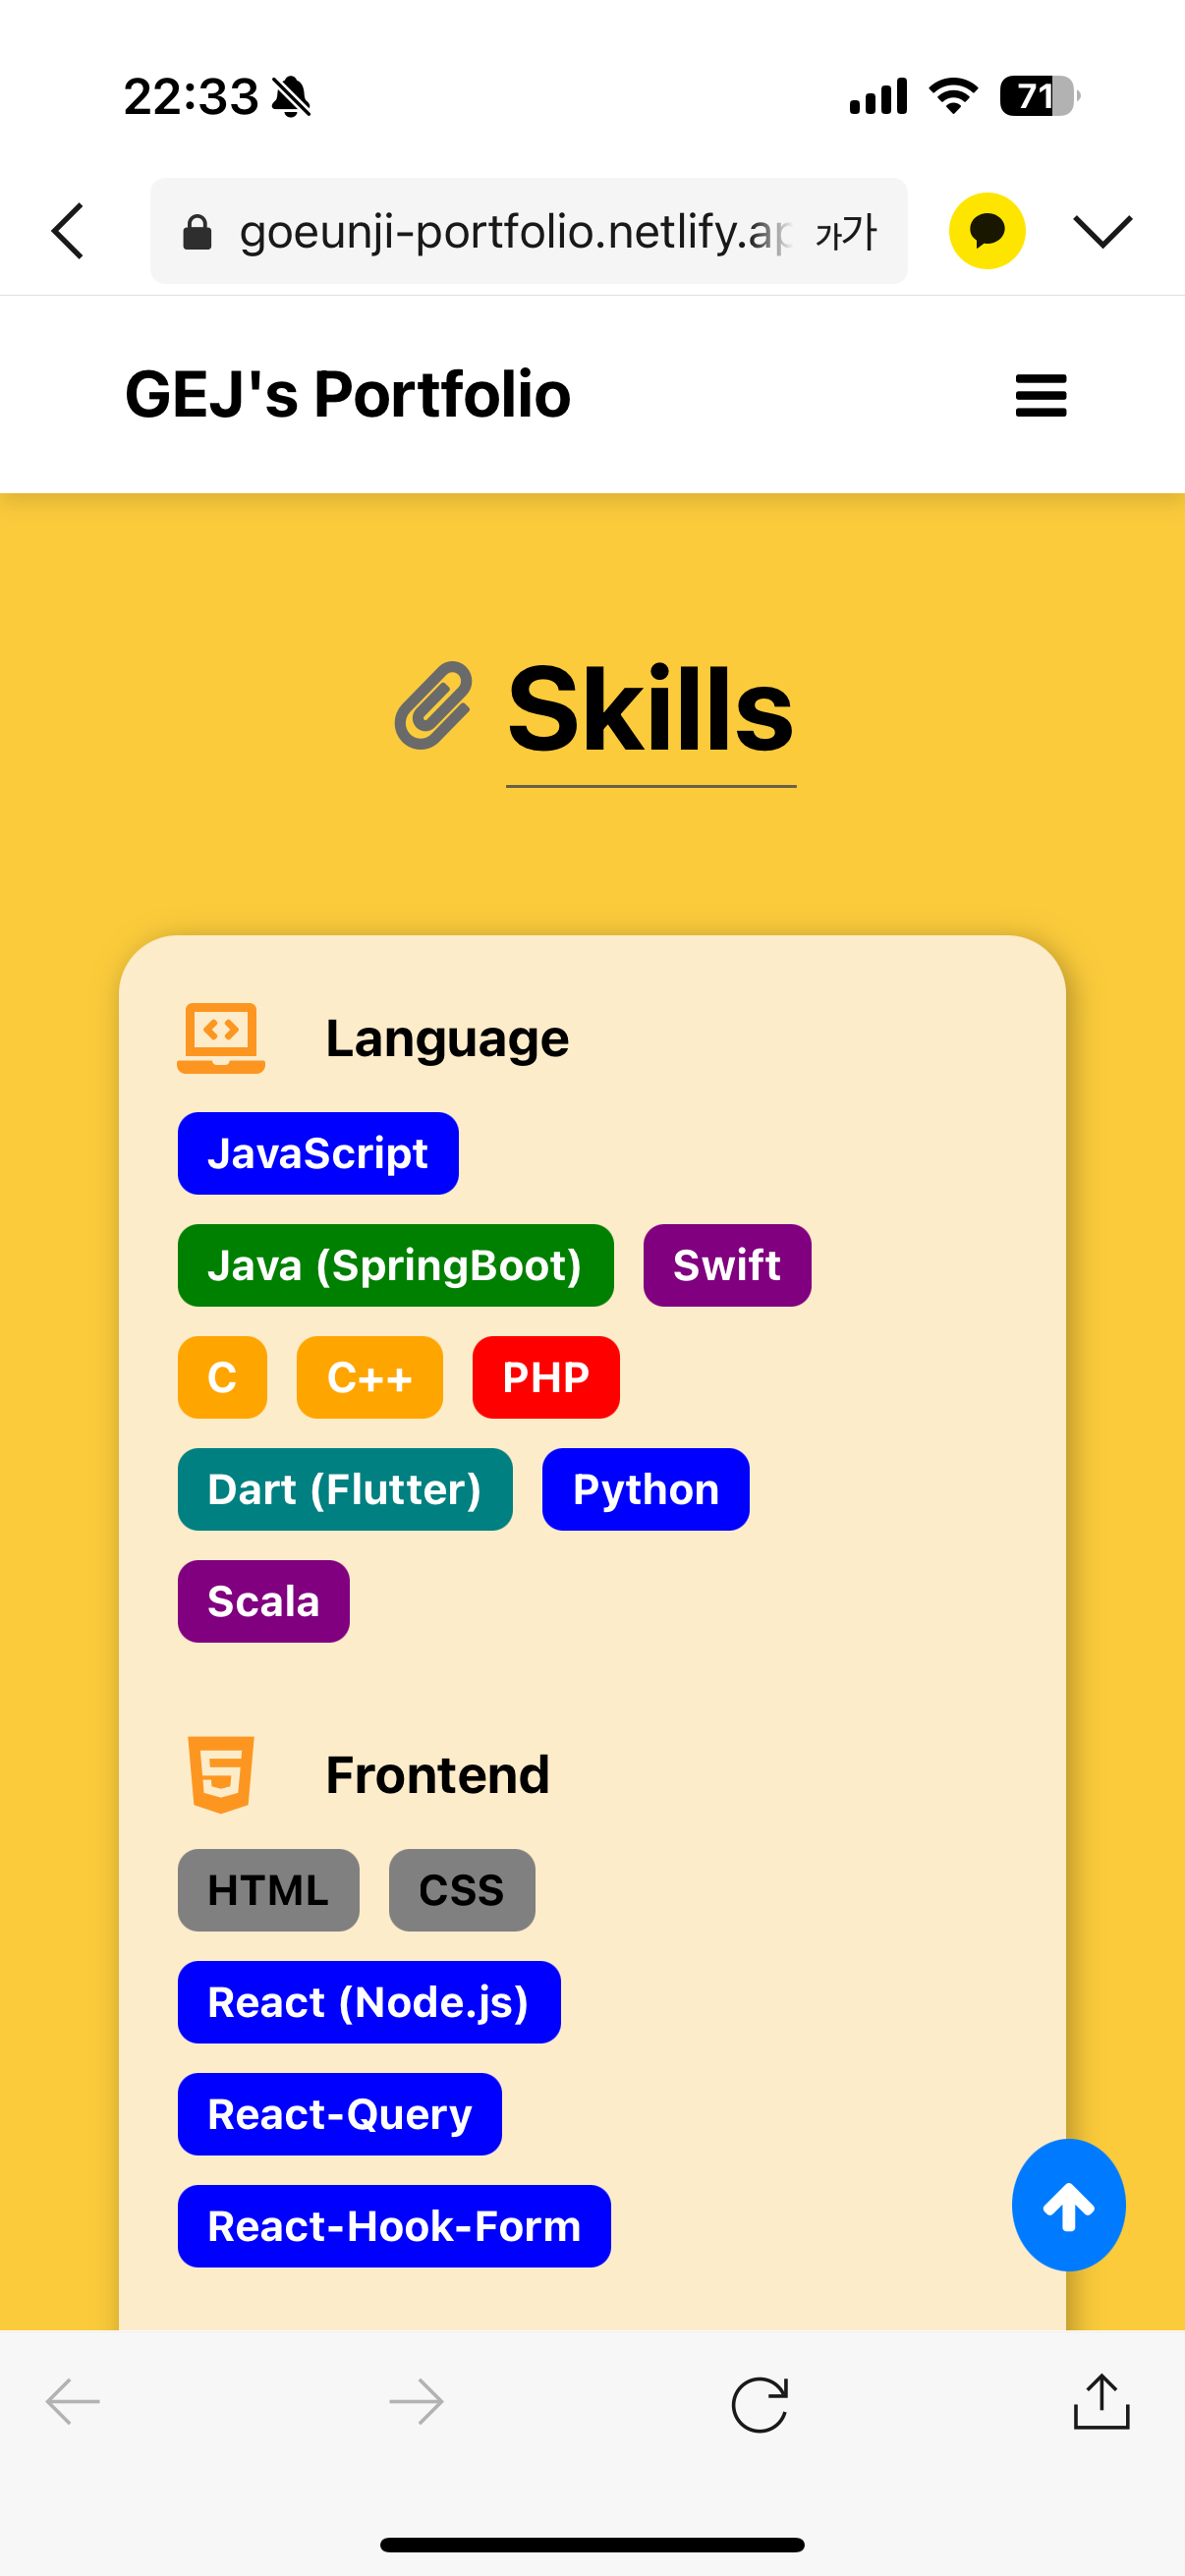 22:33
71
goeunji-portfolio.netlify.ap 가가
GEJ's Portfolio
Skills
Language
JavaScript
Java (SpringBoot) Swift
C C++ PHP
Dart (Flutter) Python
Scala
Frontend
HTML CSS
React (Node.js)
React-Query
React-Hook-Form